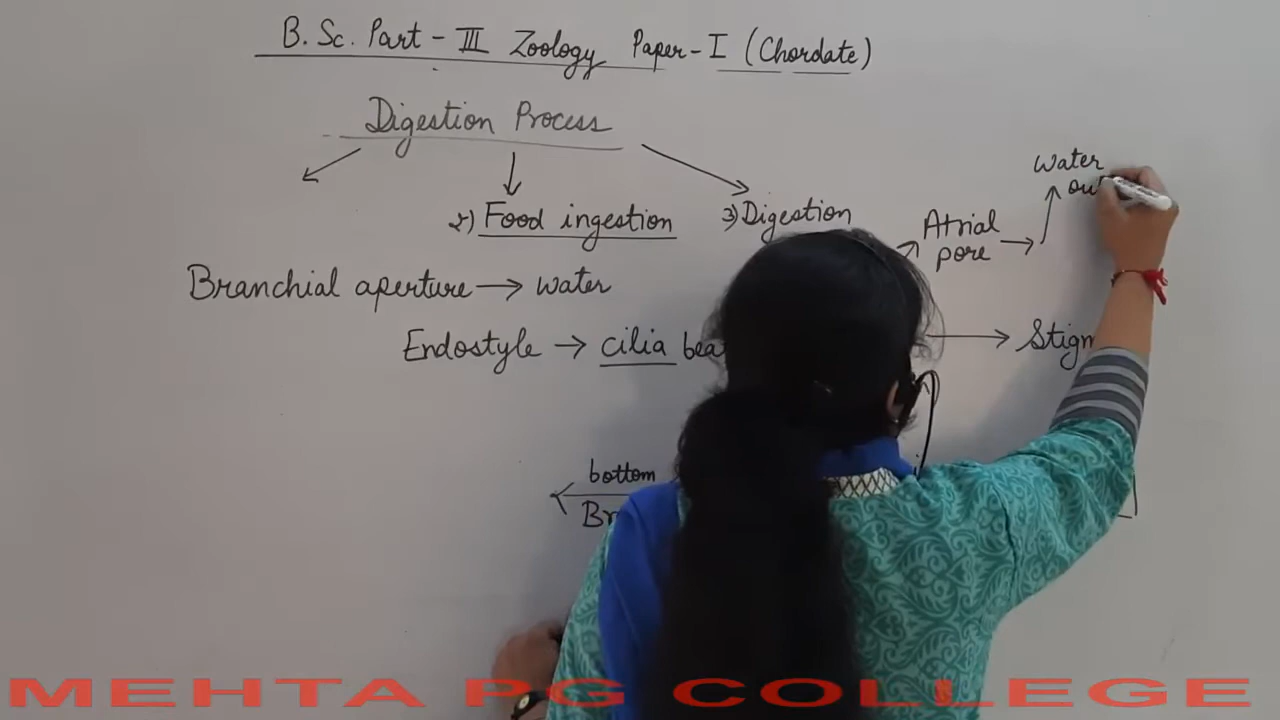 B. Sc. Part - III Zoology Paper - I (Chordate)
Digestion Process
2) Food ingestion
3) Digestion
Water
out
Atrial
pore
Branchial aperture → water
Endostyle → cilia
bottom
MEHTA PG COLLEGE